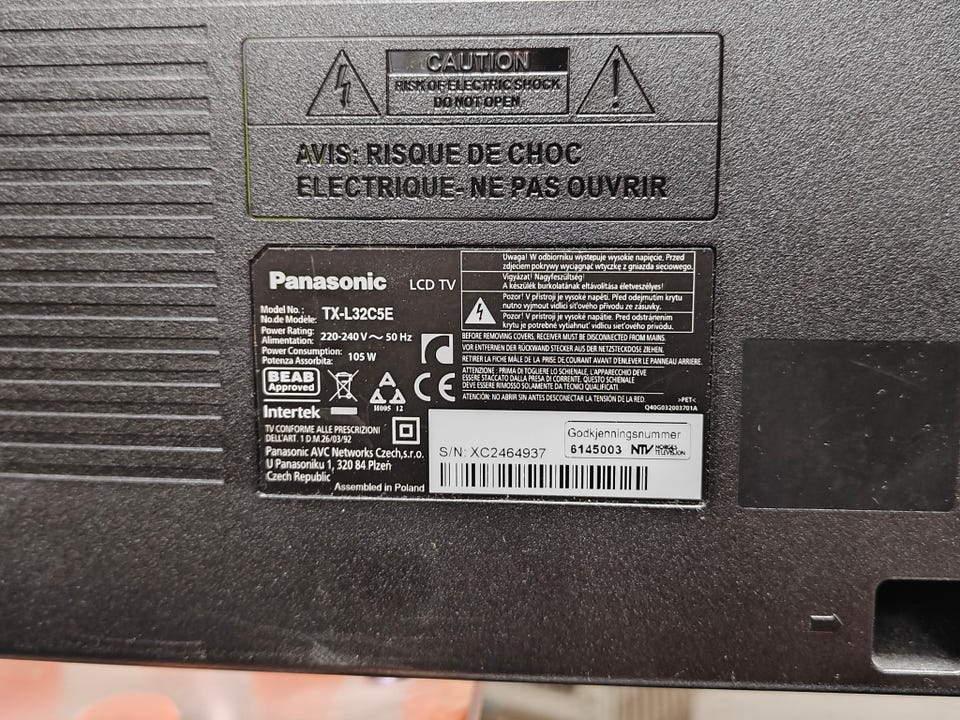 CAUTION
RISK OF ELECTRIC SHOCK
DO NOT OPEN
AVIS: RISQUE DE CHOC
ELECTRIQUE- NE PAS OUVRIR
Panasonic LCD TV
Model No.:
No.de Modèle: TX-L32C5E
Power Rating:
Alimentation: 220-240 V ~ 50 Hz
Power Consumption:
Potenza Assorbita: 105 W
BEAB
Approved
H005 12
CE
Intertek
TV CONFORME ALLE PRESCRIZIONI
DELL'ART. 1 D.M.26/03/92
Panasonic AVC Networks Czech,s.r.o.
U Panasoniku 1, 320 84 Plzeň
Czech Republic
Assembled in Poland
Uwaga! W odbiorniku występuje wysokie napięcie. Przed
zdjęciem pokrywy wyciągnąć wtyczkę z gniazda sieciowego.
Vigyázat! Nagyfeszültség!
A készülék burkolatának eltávolítása életveszélyes!
Pozor! V přístroji je vysoké napětí. Před odejmutím krytu
nutno vyjmout vidlici síťového přívodu ze zásuvky.
Pozor! V prístroji je vysoké napätie. Pred odstránením
krytu je potrebné vytiahnuť vidlicu sieťového prívodu.
BEFORE REMOVING COVERS, RECEIVER MUST BE DISCONNECTED FROM MAINS.
VOR ENTFERNEN DER RÜCKWAND STECKER AUS DER NETZSTECKDOSE ZIEHEN.
RETIRER LA FICHE MÂLE DE LA PRISE DE COURANT AVANT D'ENLEVER LE PANNEAU ARRIERE.
ATTENZIONE : PRIMA DI TOGLIERE LO SCHIENALE, L'APPARECCHIO DEVE
ESSERE STACCATO DALLA PRESA DI CORRENTE. QUESTO SCHIENALE
DEVE ESSERE RIMOSSO SOLAMENTE DA TECNICI QUALIFICATI.
ATENCIÓN: NO ABRIR SIN ANTES DESCONECTAR LA TENSIÓN DE LA RED.
>PET<
Q40G032003701A
S/N: XC2464937
Godkjenningsnummer
6145003 NTV NORGES
TELEVISJON